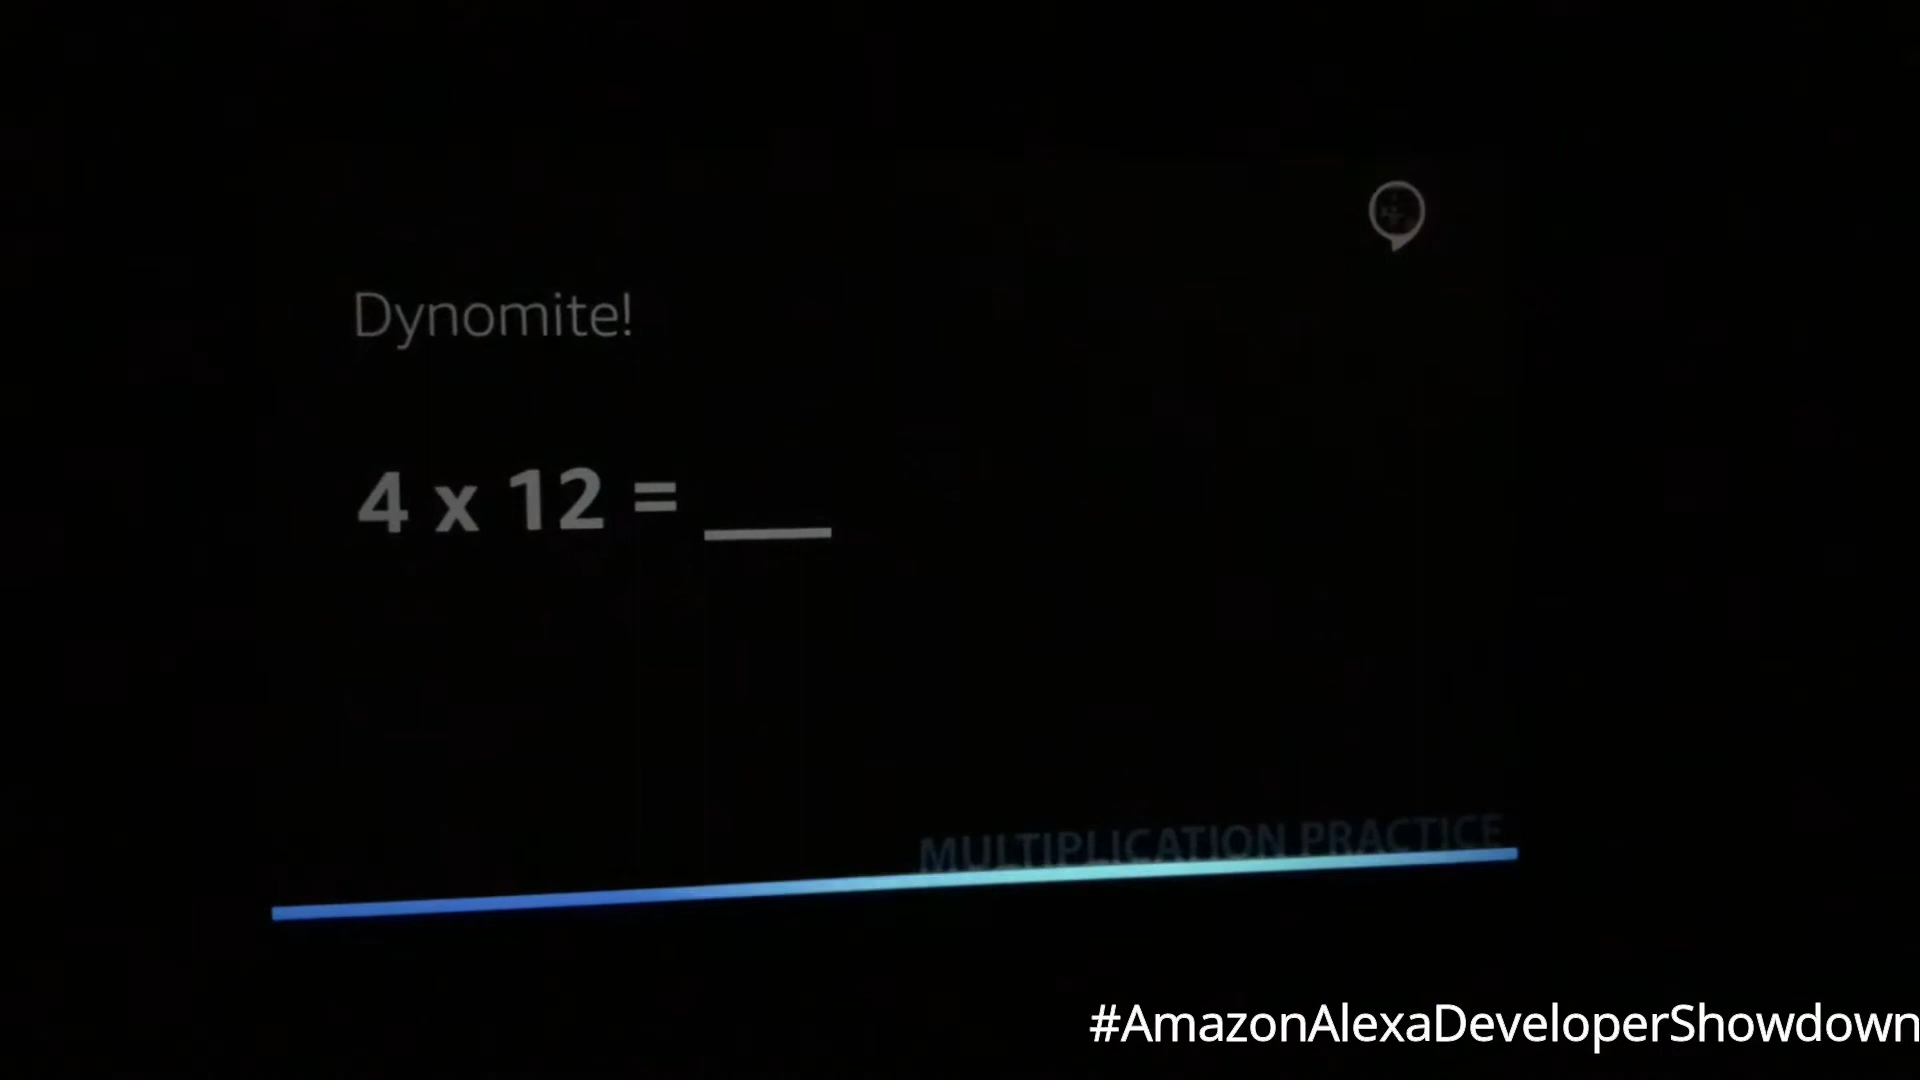 Dynomite!
4 x 12 = ___
MULTIPLICATION PRACTICE
#AmazonAlexaDeveloperShowdown